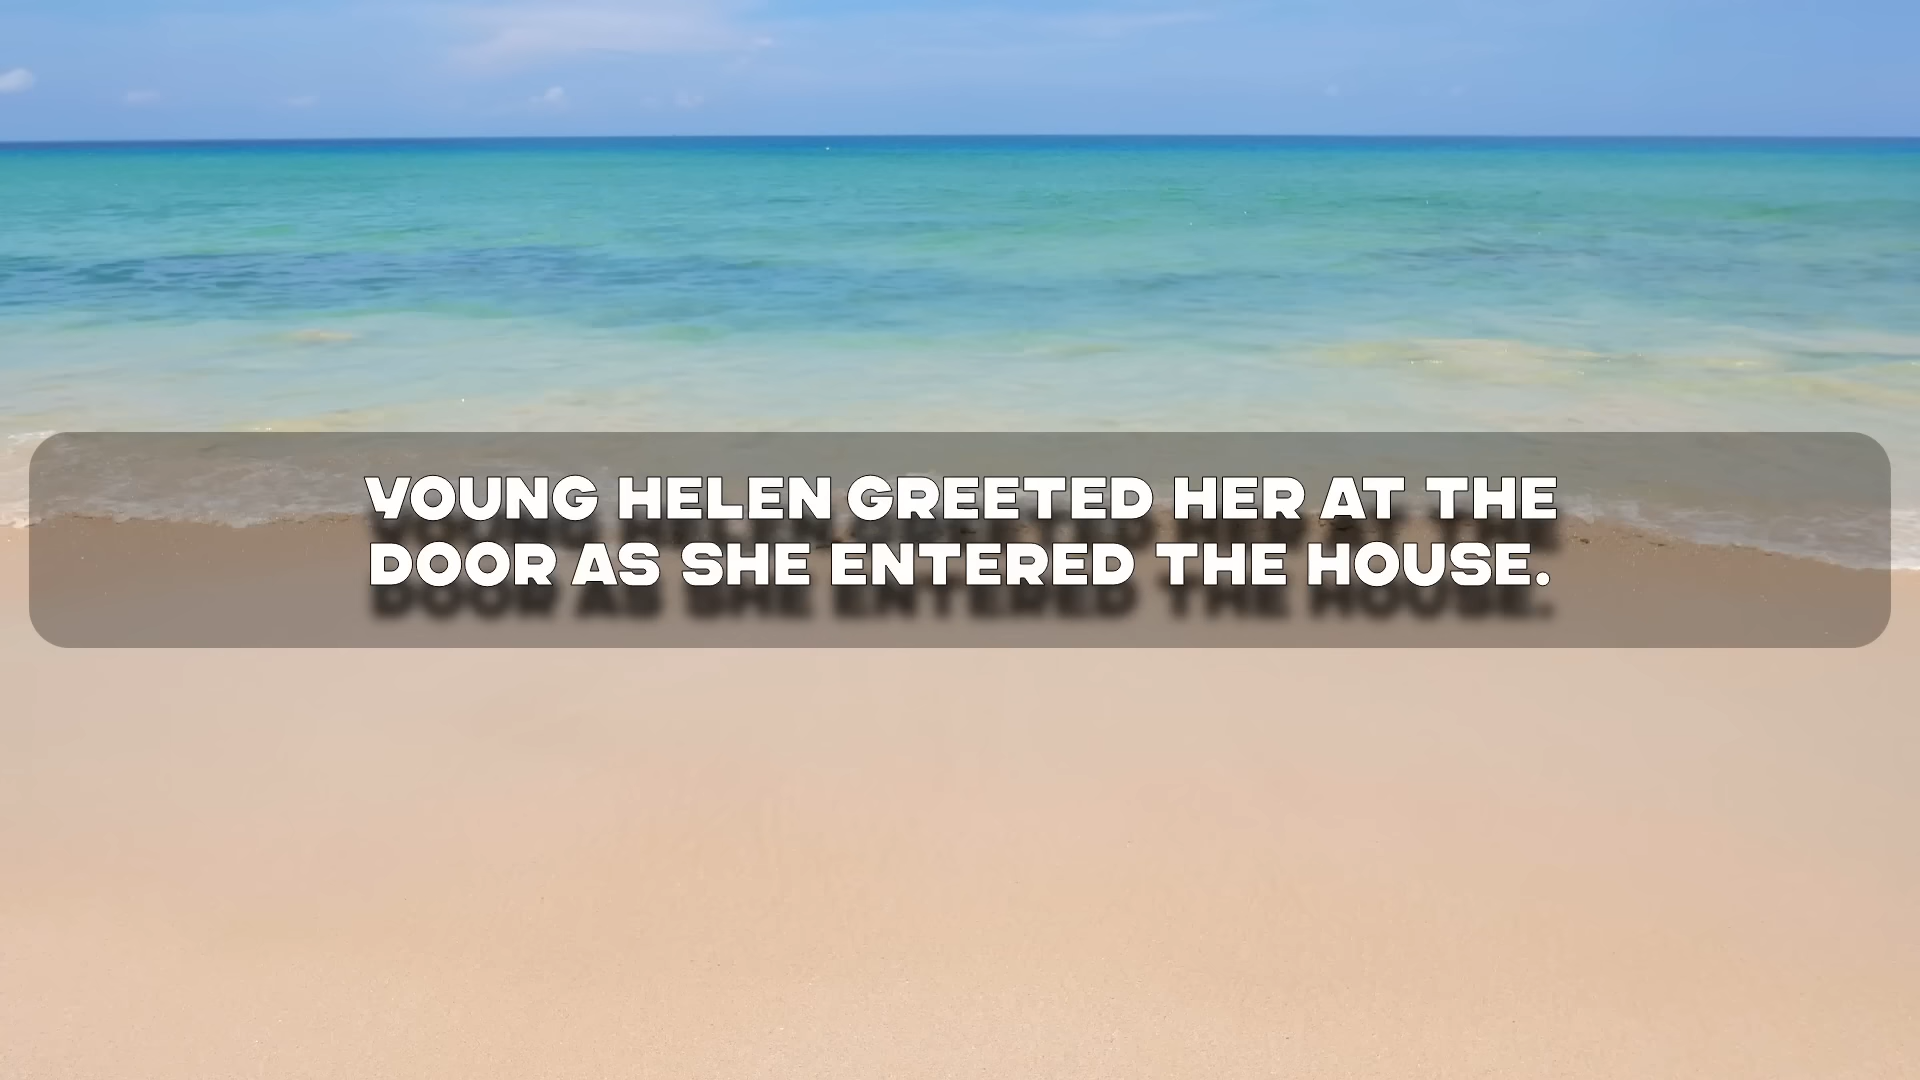 YOUNG HELEN GREETED HER AT THE
DOOR AS SHE ENTERED THE HOUSE.